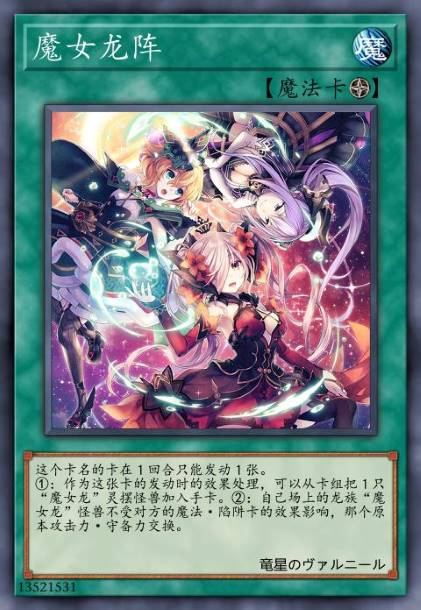 魔女龙阵
魔
【魔法卡】
这个卡名的卡在1回合只能发动1张。
①：作为这张卡的发动时的效果处理，可以从卡组把1只
“魔女龙”灵摆怪兽加入手卡。②：自己场上的龙族“魔
女龙”怪兽不受对方的魔法·陷阱卡的效果影响，那个原
本攻击力·守备力交换。
竜星のヴァルニール
13521531